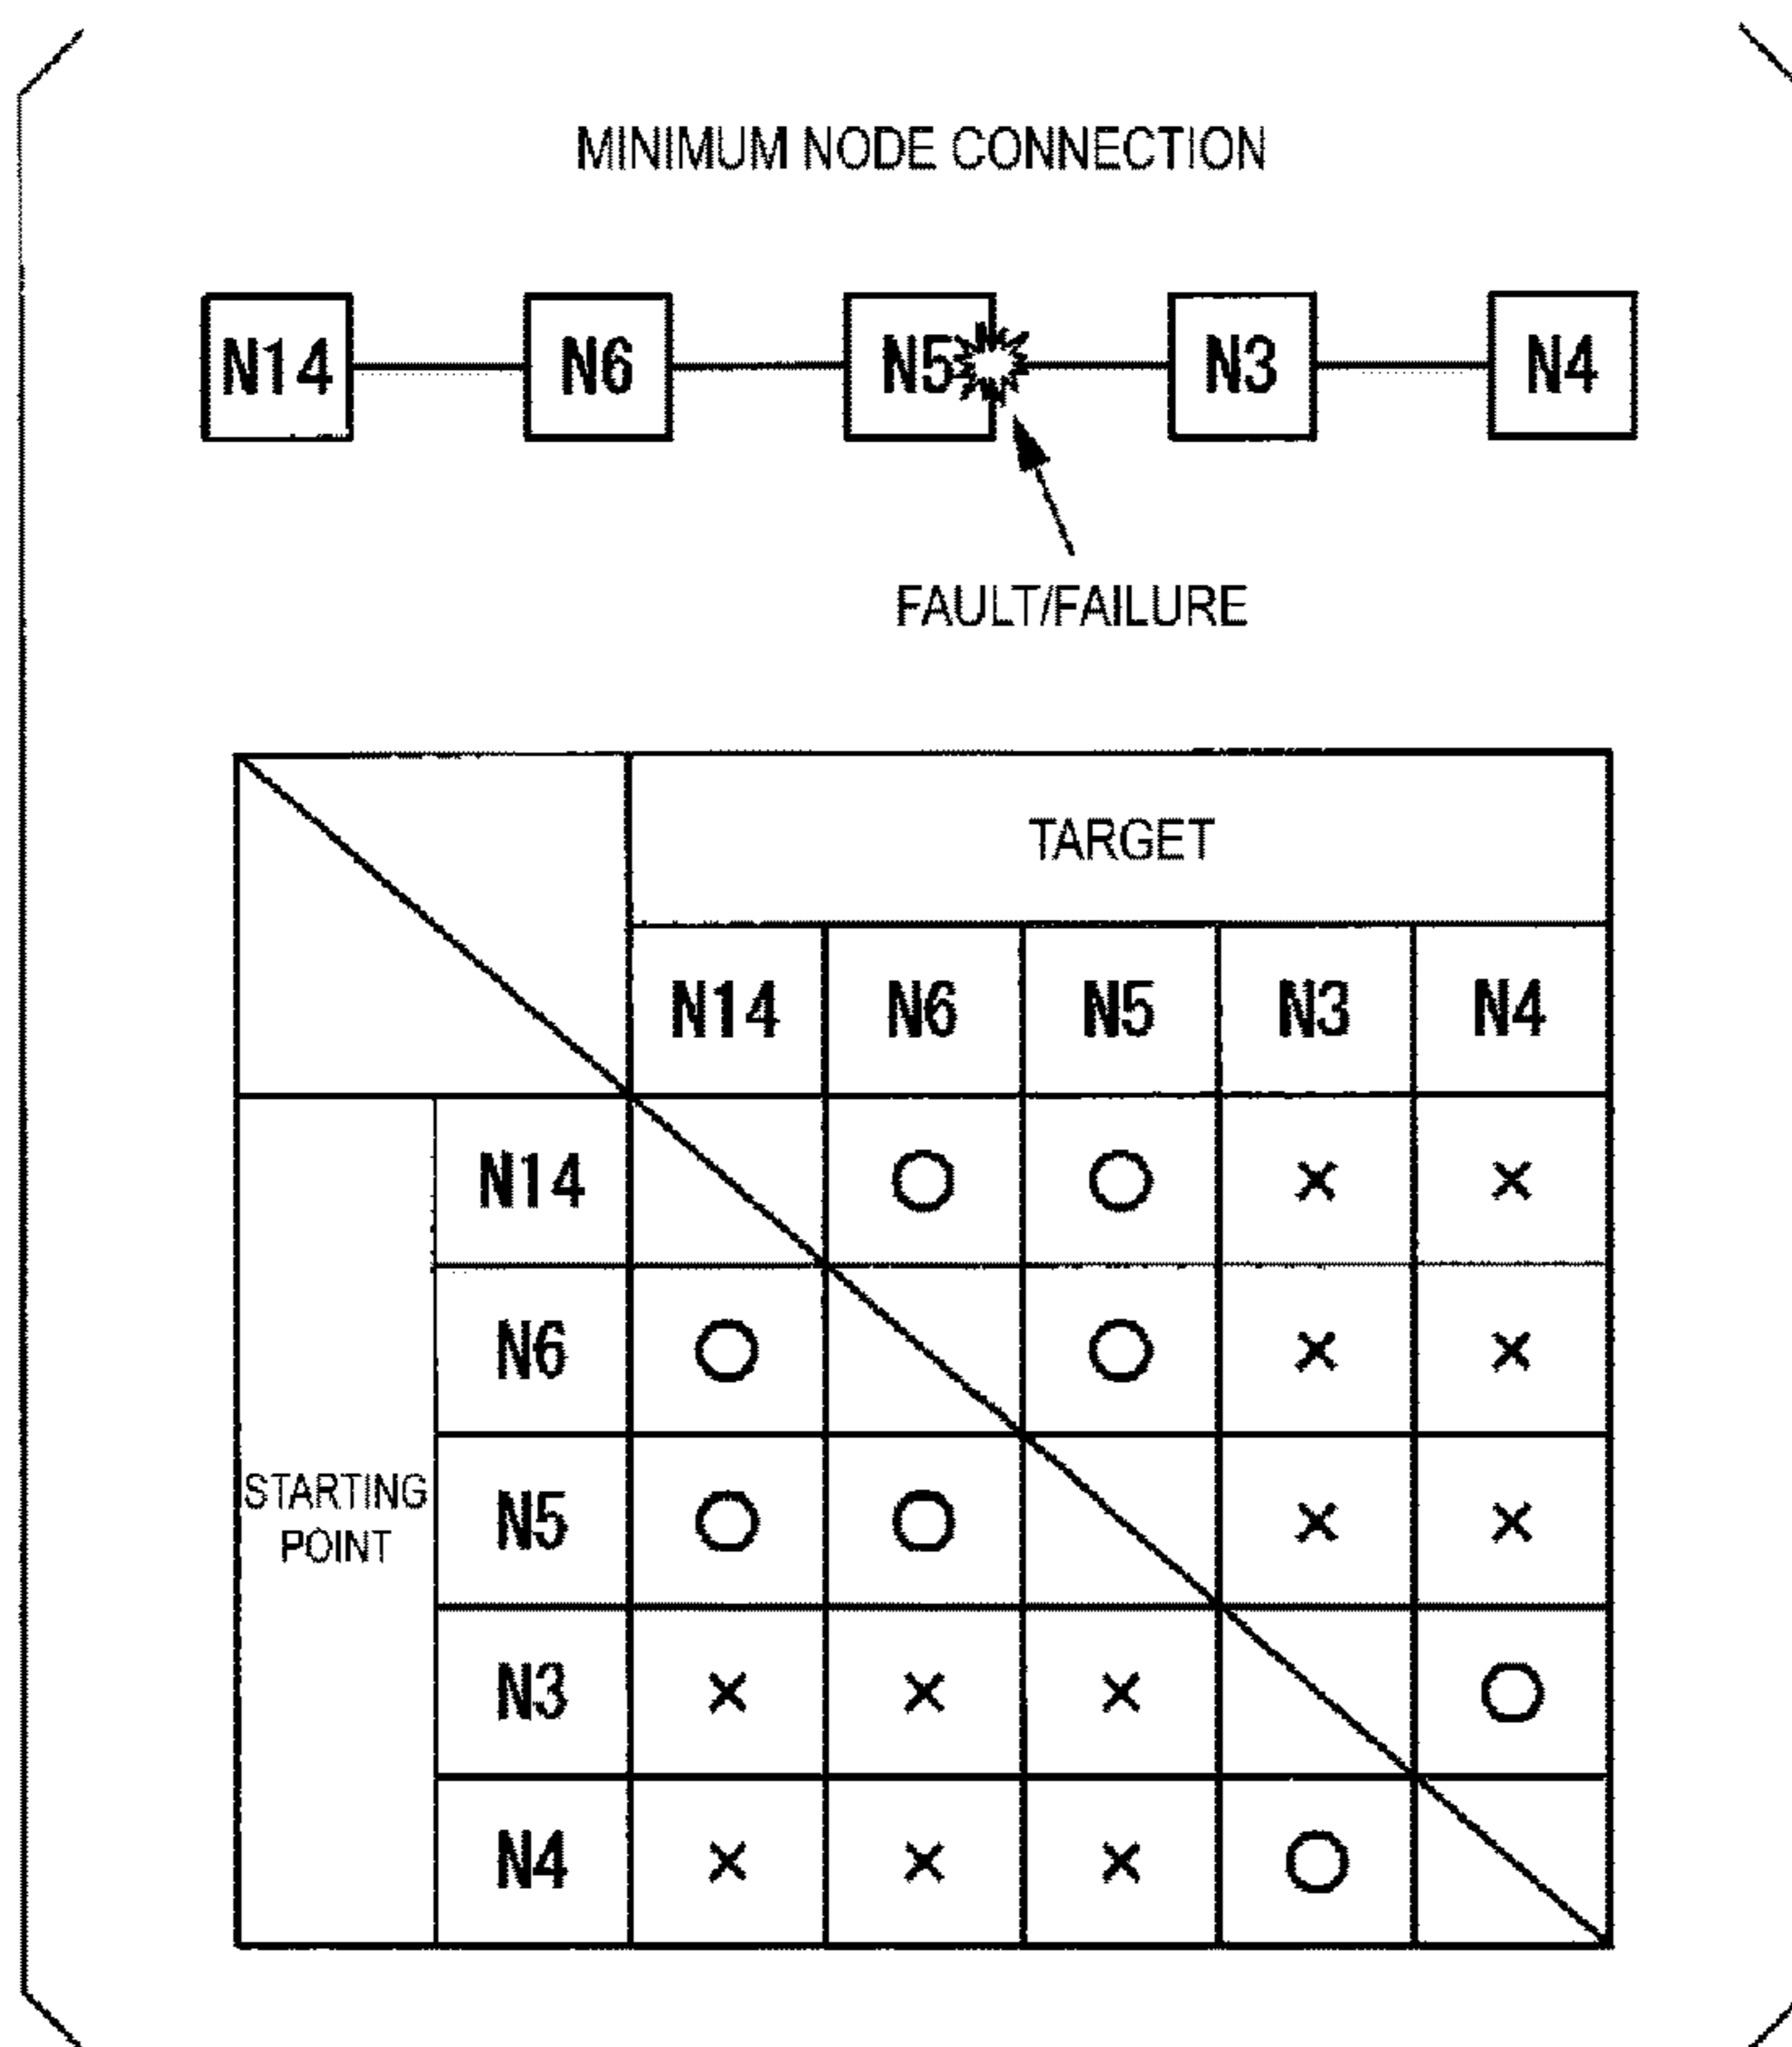 MINIMUM NODE CONNECTION
N14 N6 N5 N3 N4
FAULT/FAILURE
TARGET
N14 N6 N5 N3 N4
N14 ○ ○ × ×
N6 ○ ○ × ×
STARTING
POINT
N5 ○ ○ × ×
N3 × × × ○
N4 × × × ○